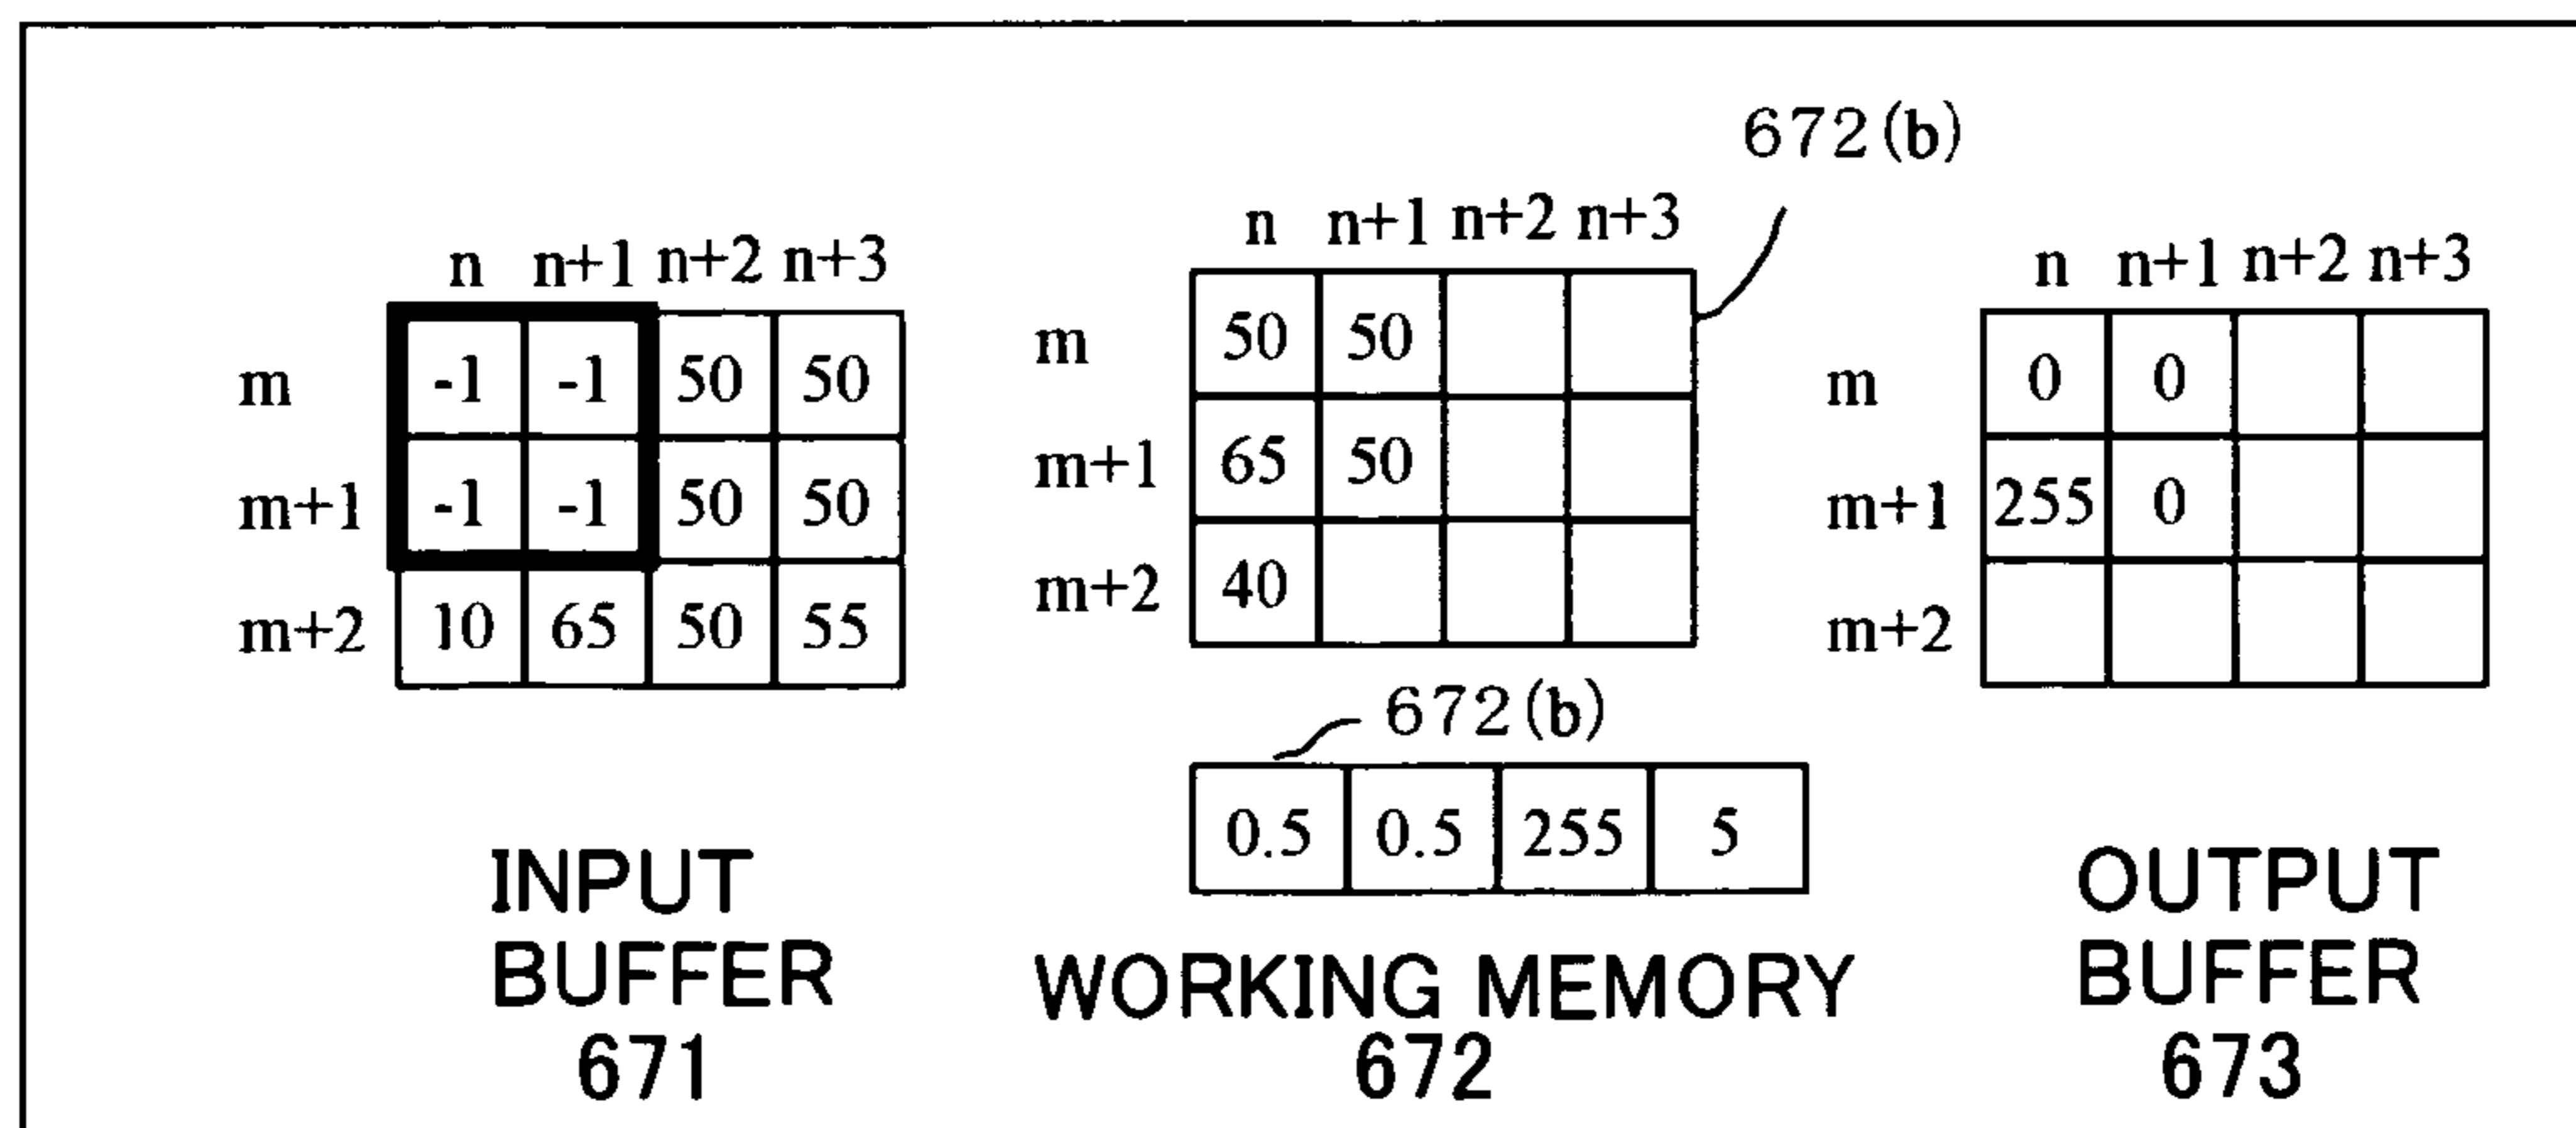 672(b)
n n+1 n+2 n+3
m -1 -1 50 50
m+1 -1 -1 50 50
m+2 10 65 50 55
INPUT
BUFFER
671
n n+1 n+2 n+3
m 50 50
m+1 65 50
m+2 40
672(b)
0.5 0.5 255 5
WORKING MEMORY
672
n n+1 n+2 n+3
m 0 0
m+1 255 0
m+2
OUTPUT
BUFFER
673